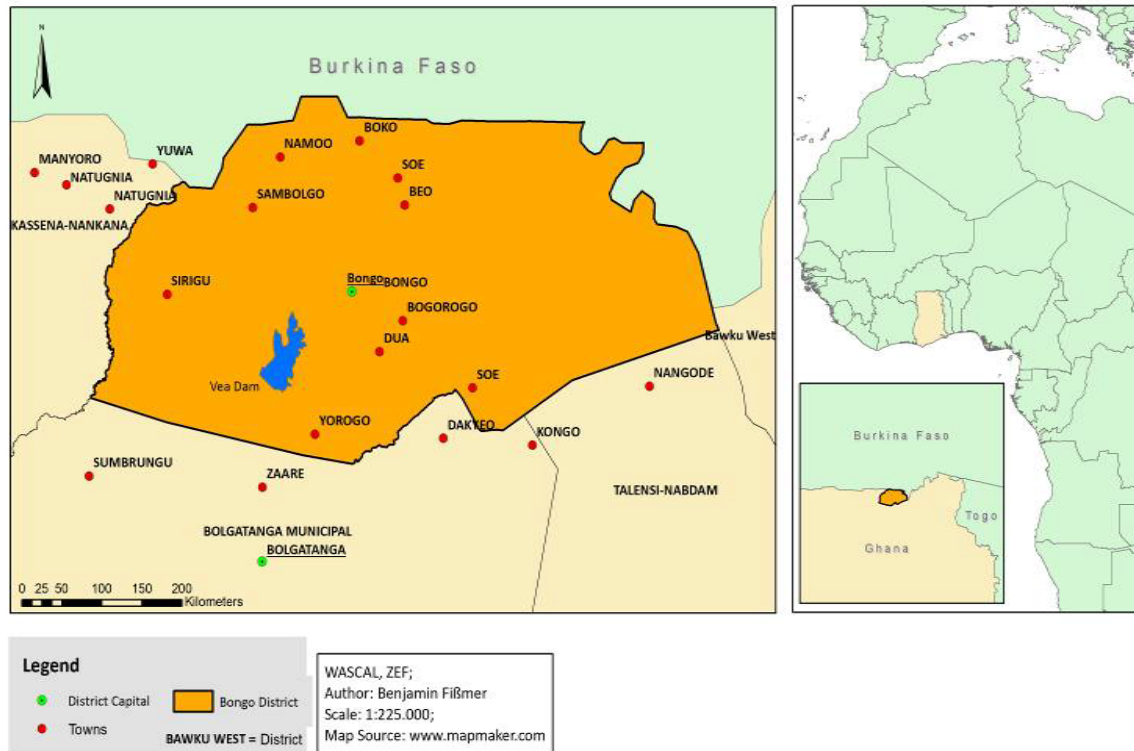 N
Burkina Faso
BOKO
NAMOO
YUWA
MANYORO
NATUGNIA
SOE
NATUGNIA
SAMBOLGO
BEO
KASSENA-NANKANA
SIRIGU
Bongo BONGO
BOGOROGO
DUA
Bawku West
Vea Dam
SOE
NANGODE
YOROGO
DAKYEO
KONGO
SUMBRUNGU
ZAARE
TALENSI-NABDAM
BOLGATANGA MUNICIPAL
BOLGATANGA
0 25 50 100 150 200
Kilometers
Burkina Faso
Togo
Ghana
Legend
District Capital
Bongo District
Towns
BAWKU WEST = District
WASCAL, ZEF;
Author: Benjamin Fißmer
Scale: 1:225.000;
Map Source: www.mapmaker.com